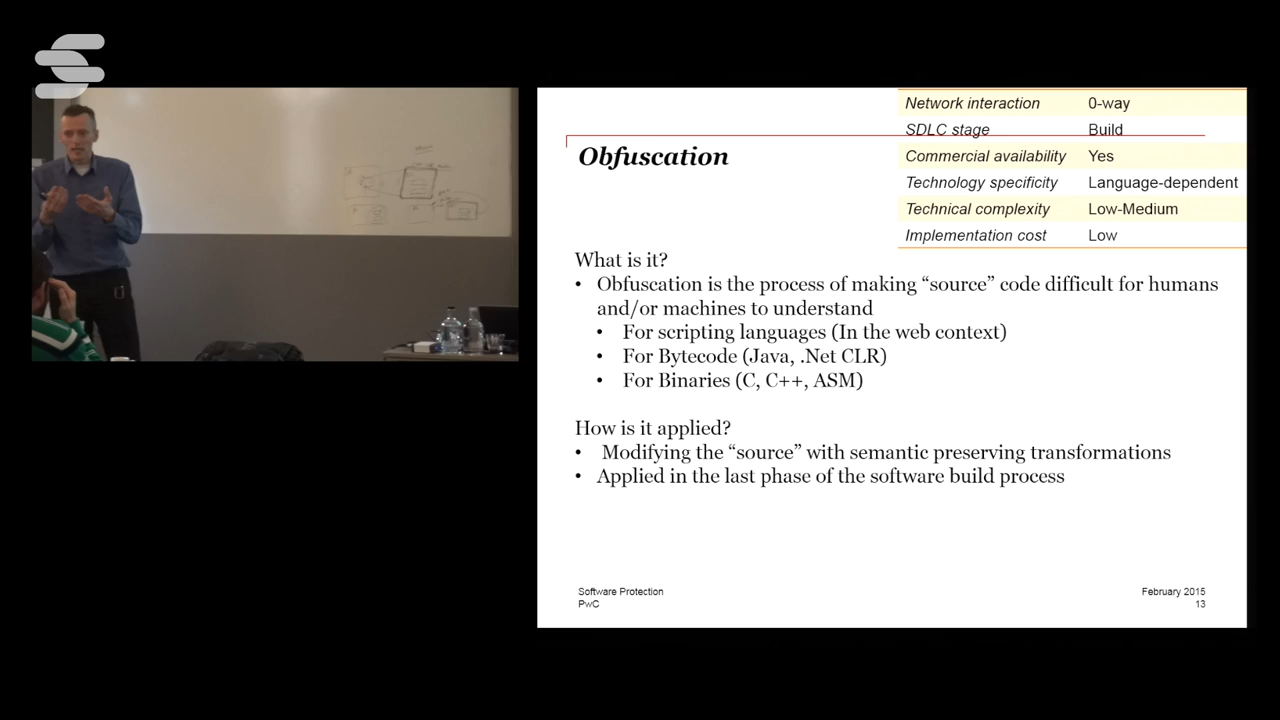 Network interaction 0-way
SDLC stage Build
Commercial availability Yes
Technology specificity Language-dependent
Technical complexity Low-Medium
Implementation cost Low
Obfuscation
What is it?
• Obfuscation is the process of making “source” code difficult for humans
and/or machines to understand
• For scripting languages (In the web context)
• For Bytecode (Java, .Net CLR)
• For Binaries (C, C++, ASM)
How is it applied?
• Modifying the “source” with semantic preserving transformations
• Applied in the last phase of the software build process
Software Protection
PwC
February 2015
13